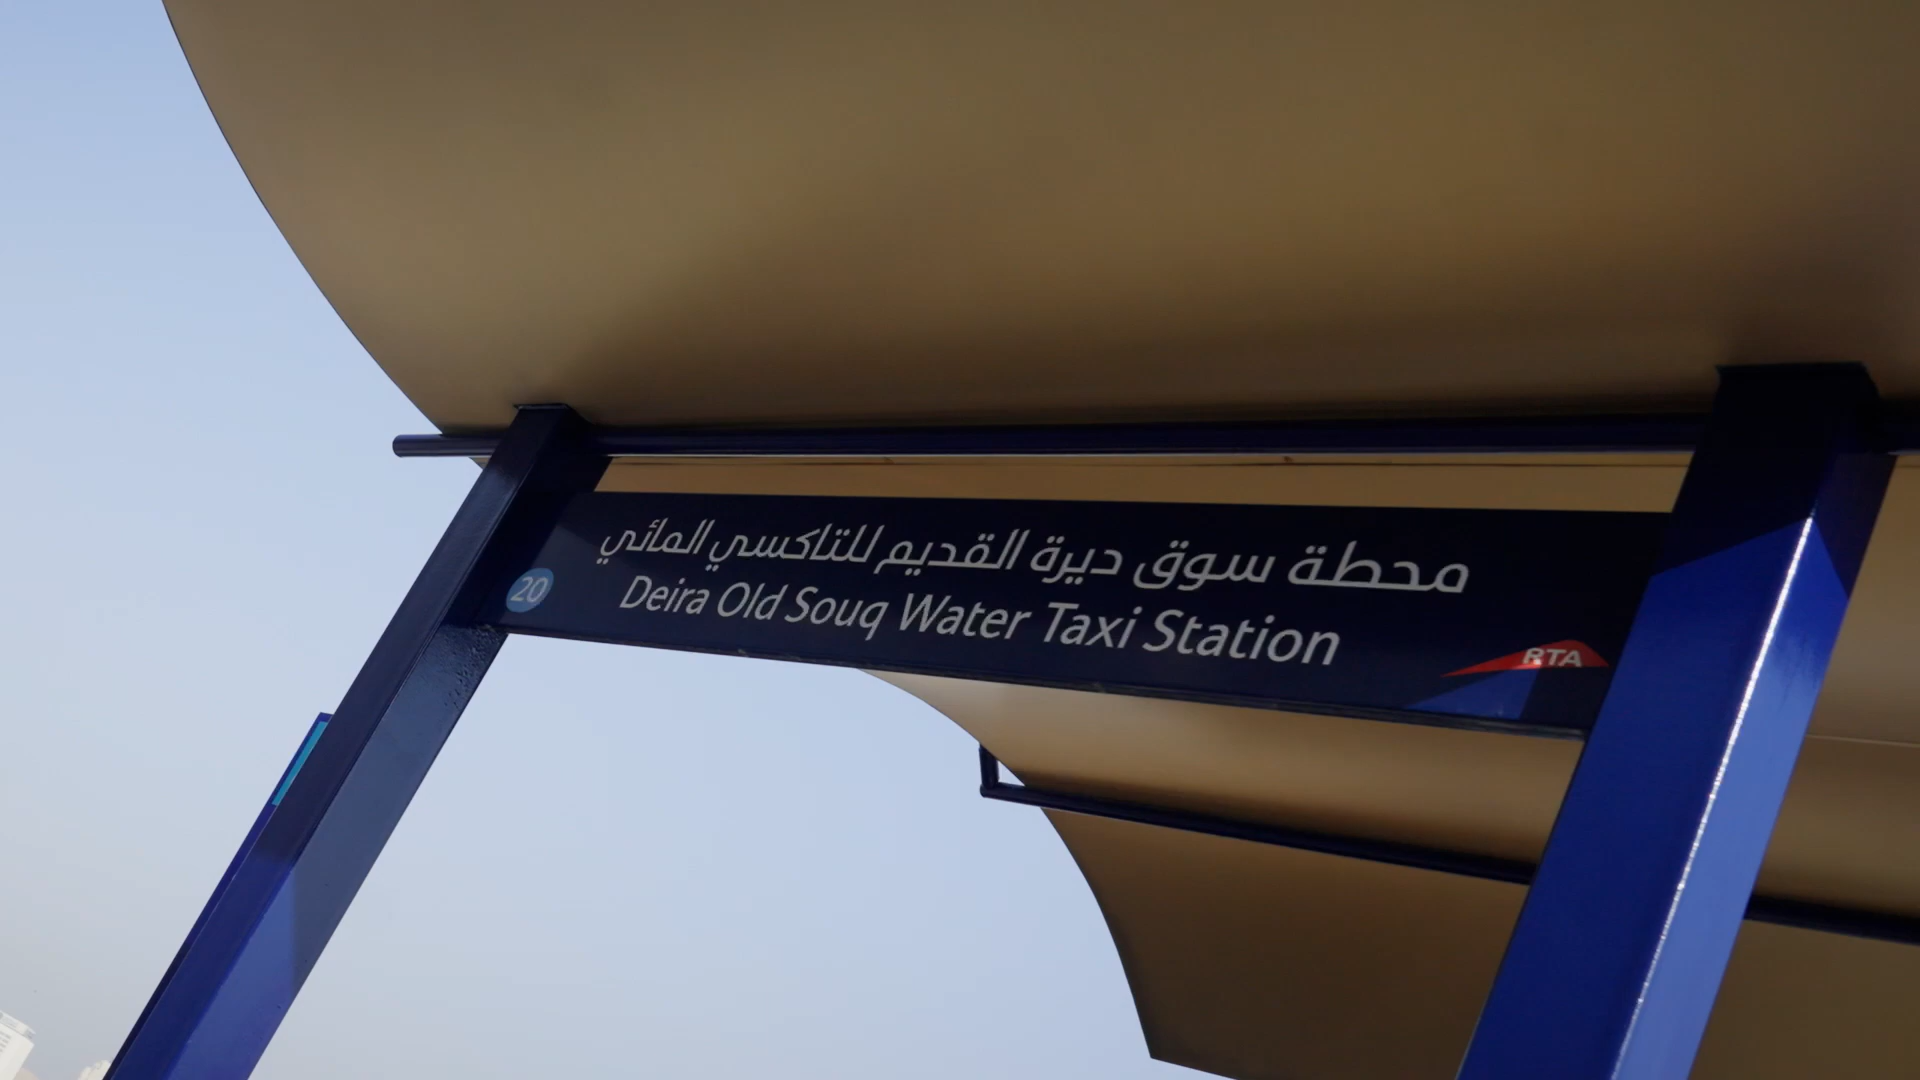 محطة سوق ديرة القديم للتاكسي المائي
20
Deira Old Souq Water Taxi Station
RTA